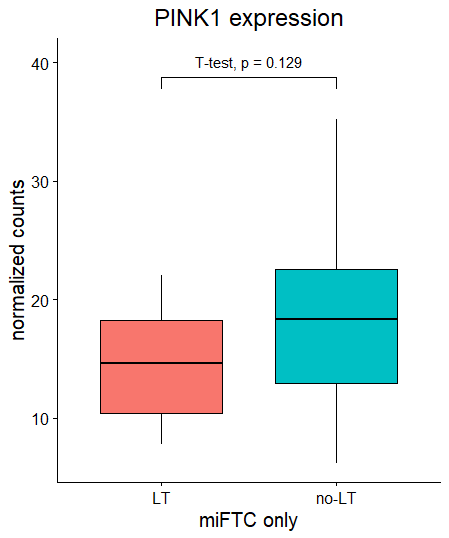 PINK1 expression
T-test, p = 0.129
normalized counts
40
30
20
10
LT
no-LT
miFTC only